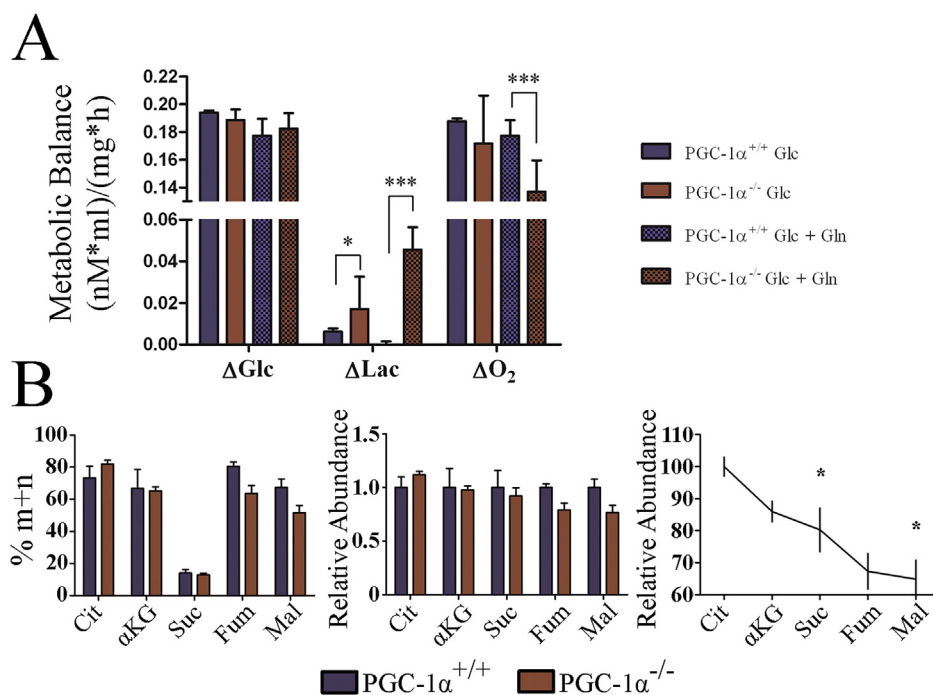 A
Metabolic Balance
(nM*ml)/(mg*h)
0.22
0.20
0.18
0.16
0.14
0.06
0.04
0.02
0.00
*
***
***
ΔGlc
ΔLac
ΔO₂
PGC-1α⁺/⁺ Glc
PGC-1α⁻/⁻ Glc
PGC-1α⁺/⁺ Glc + Gln
PGC-1α⁻/⁻ Glc + Gln
B
% m+n
100
80
60
40
20
0
Cit
αKG
Suc
Fum
Mal
Relative Abundance
1.5
1.0
0.5
0.0
Cit
αKG
Suc
Fum
Mal
Relative Abundance
100
90
80
70
60
*
*
Cit
αKG
Suc
Fum
Mal
PGC-1α⁺/⁺
PGC-1α⁻/⁻